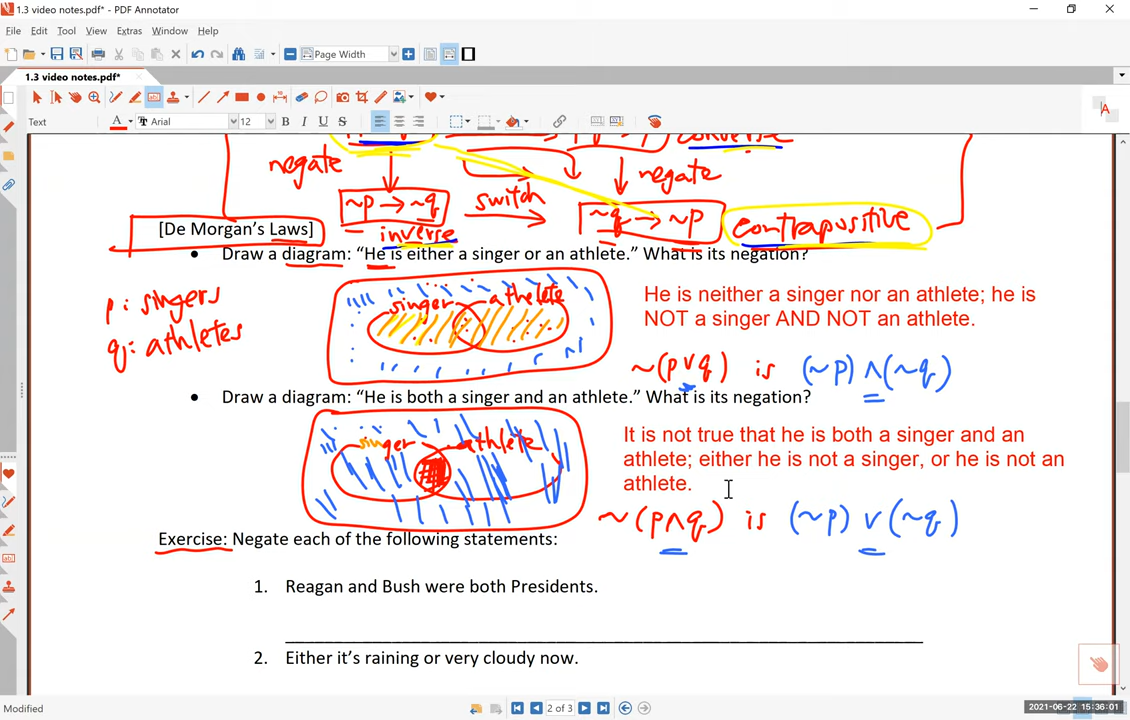 1.3 video notes.pdf* - PDF Annotator
File Edit Tool View Extras Window Help
Page Width
1.3 video notes.pdf*
Text Arial 12 B I U S
A
converse
negate
negate
~p → ~q
switch
~q → ~p
contrapositive
inverse
[De Morgan's Laws]
• Draw a diagram: “He is either a singer or an athlete.” What is its negation?
p: singers
q: athletes
singer athelete
He is neither a singer nor an athlete; he is
NOT a singer AND NOT an athlete.
~(p∨q) is (~p) ∧ (~q)
• Draw a diagram: “He is both a singer and an athlete.” What is its negation?
singer athlete
It is not true that he is both a singer and an
athlete; either he is not a singer, or he is not an
athlete.
~(p∧q) is (~p) ∨ (~q)
Exercise: Negate each of the following statements:
1. Reagan and Bush were both Presidents.
2. Either it's raining or very cloudy now.
Modified
2 of 3
2021-06-22 15:36:01